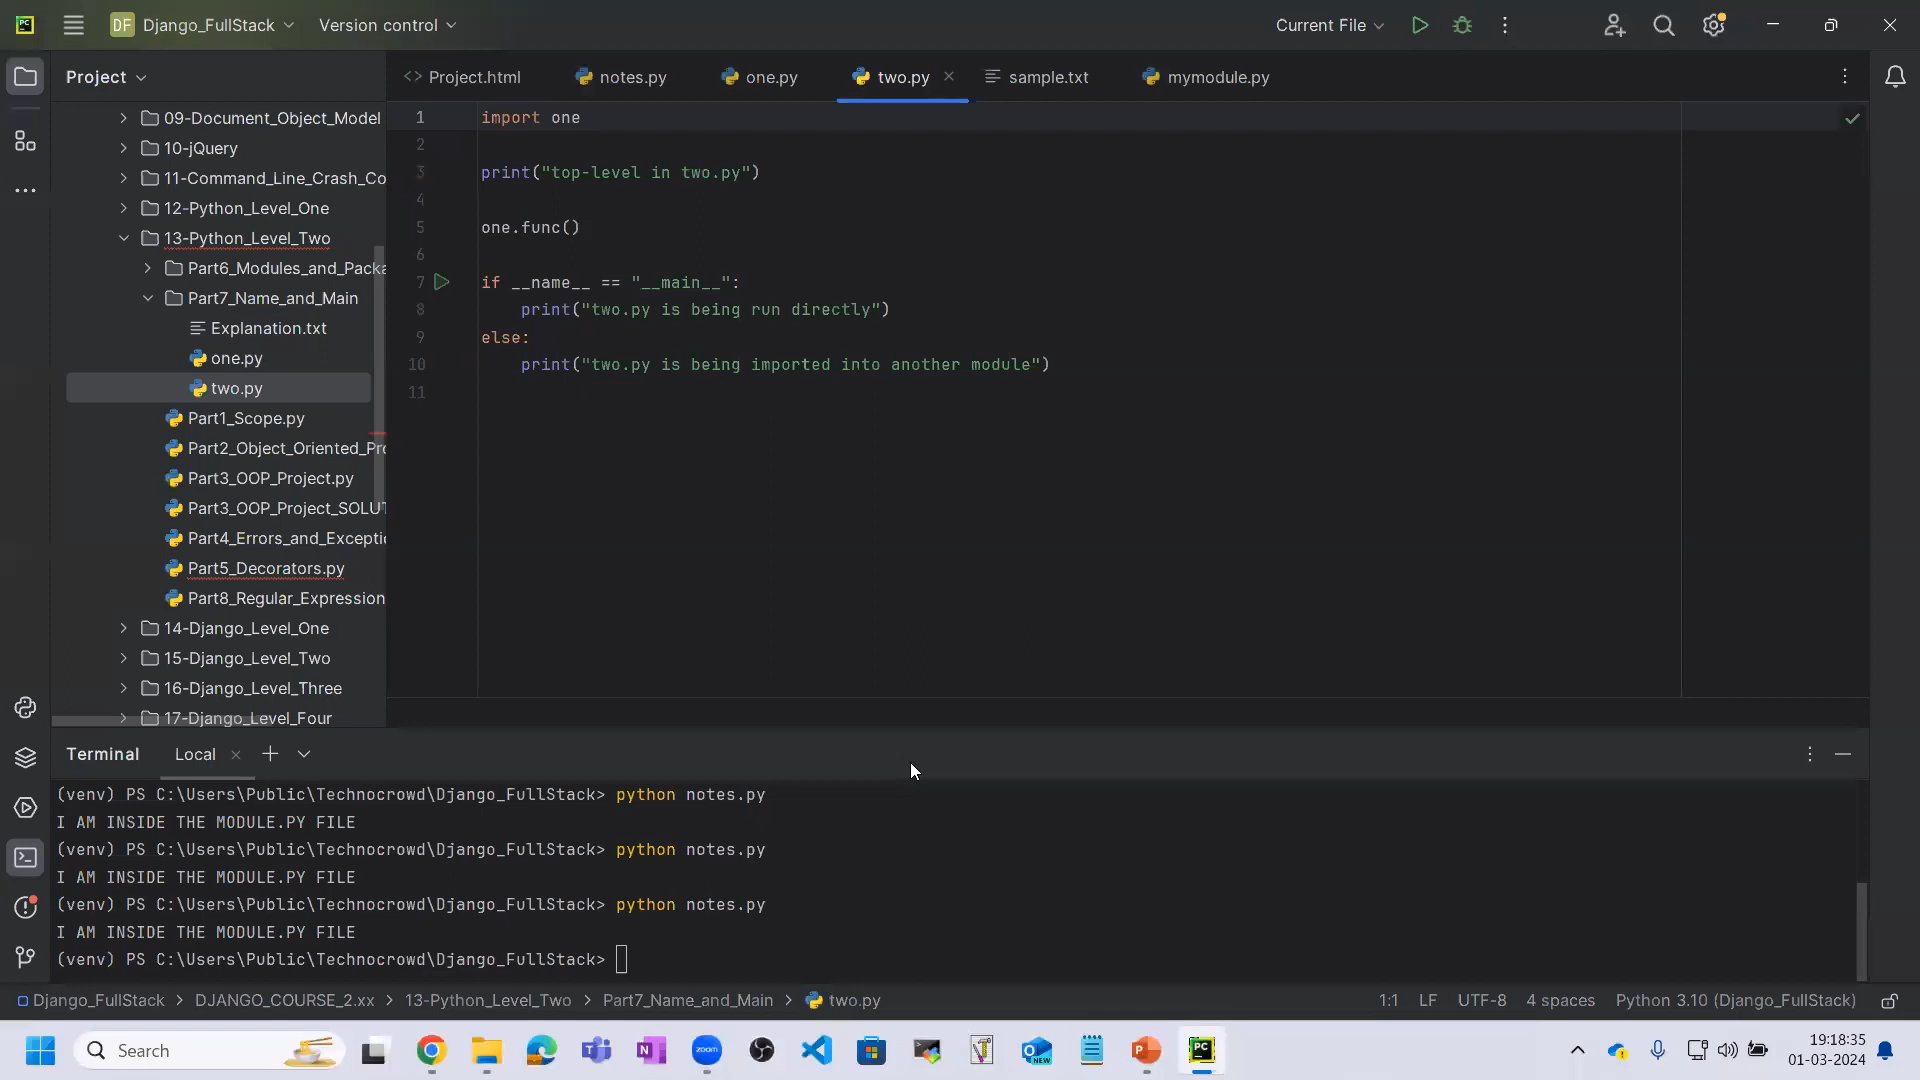 PC DF Django_FullStack Version control Current File
Project
Project.html notes.py one.py two.py sample.txt mymodule.py
09-Document_Object_Model
10-jQuery
11-Command_Line_Crash_Co
12-Python_Level_One
13-Python_Level_Two
Part6_Modules_and_Packa
Part7_Name_and_Main
Explanation.txt
one.py
two.py
Part1_Scope.py
Part2_Object_Oriented_Pro
Part3_OOP_Project.py
Part3_OOP_Project_SOLUT
Part4_Errors_and_Exceptio
Part5_Decorators.py
Part8_Regular_Expression
14-Django_Level_One
15-Django_Level_Two
16-Django_Level_Three
17-Django_Level_Four
1 import one
2
3 print("top-level in two.py")
4
5 one.func()
6
7 if __name__ == "__main__":
8 print("two.py is being run directly")
9 else:
10 print("two.py is being imported into another module")
11
Terminal Local
(venv) PS C:\Users\Public\Technocrowd\Django_FullStack> python notes.py
I AM INSIDE THE MODULE.PY FILE
(venv) PS C:\Users\Public\Technocrowd\Django_FullStack> python notes.py
I AM INSIDE THE MODULE.PY FILE
(venv) PS C:\Users\Public\Technocrowd\Django_FullStack> python notes.py
I AM INSIDE THE MODULE.PY FILE
(venv) PS C:\Users\Public\Technocrowd\Django_FullStack>
Django_FullStack > DJANGO_COURSE_2.xx > 13-Python_Level_Two > Part7_Name_and_Main > two.py 1:1 LF UTF-8 4 spaces Python 3.10 (Django_FullStack)
Search zoom NEW PC 19:18:35
01-03-2024